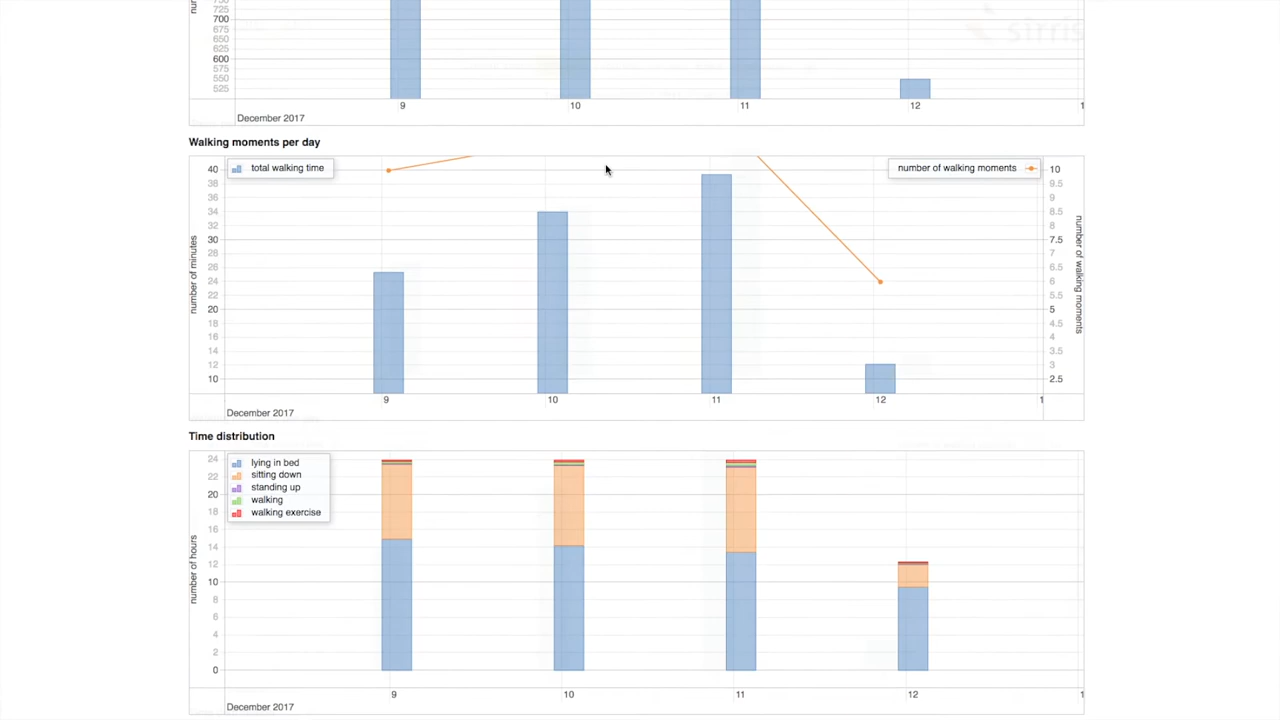 sirris
750
725
700
675
650
625
600
575
550
525
9 10 11 12 1
December 2017
Walking moments per day
total walking time
number of walking moments
number of minutes
40
38
36
34
32
30
28
26
24
22
20
18
16
14
12
10
number of walking moments
10
9.5
9
8.5
8
7.5
7
6.5
6
5.5
5
4.5
4
3.5
3
2.5
9 10 11 12 1
December 2017
Time distribution
lying in bed
sitting down
standing up
walking
walking exercise
number of hours
24
22
20
18
16
14
12
10
8
6
4
2
0
9 10 11 12 1
December 2017